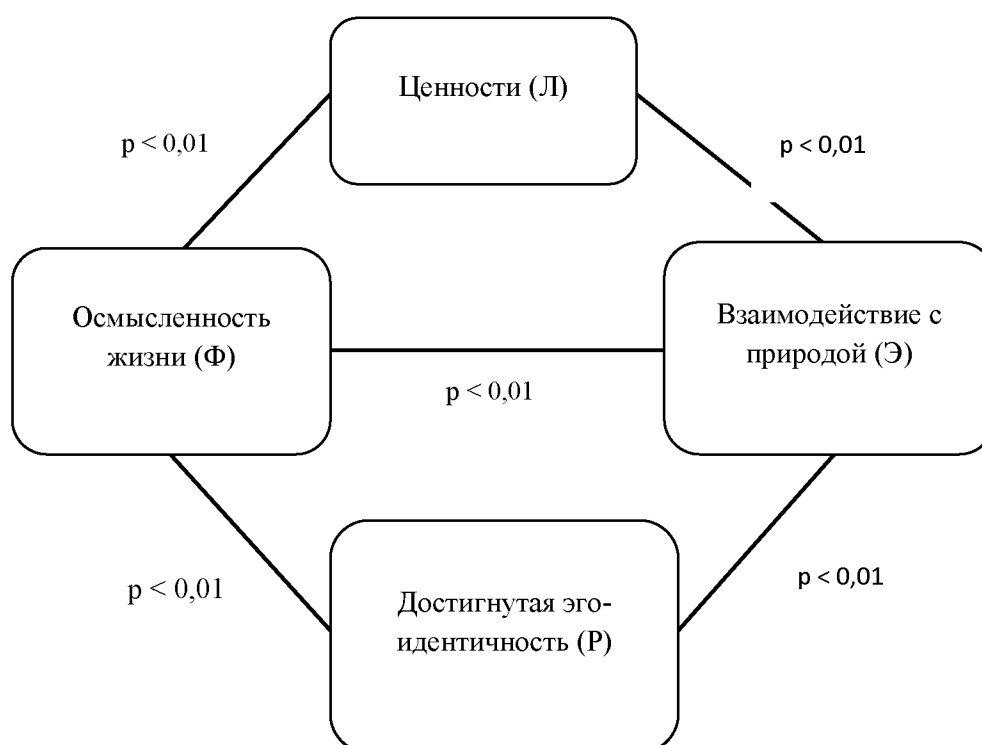 Ценности (Л)
p < 0,01
p < 0,01
Осмысленность
жизни (Ф)
Взаимодействие с
природой (Э)
p < 0,01
p < 0,01
p < 0,01
Достигнутая эго-
идентичность (Р)